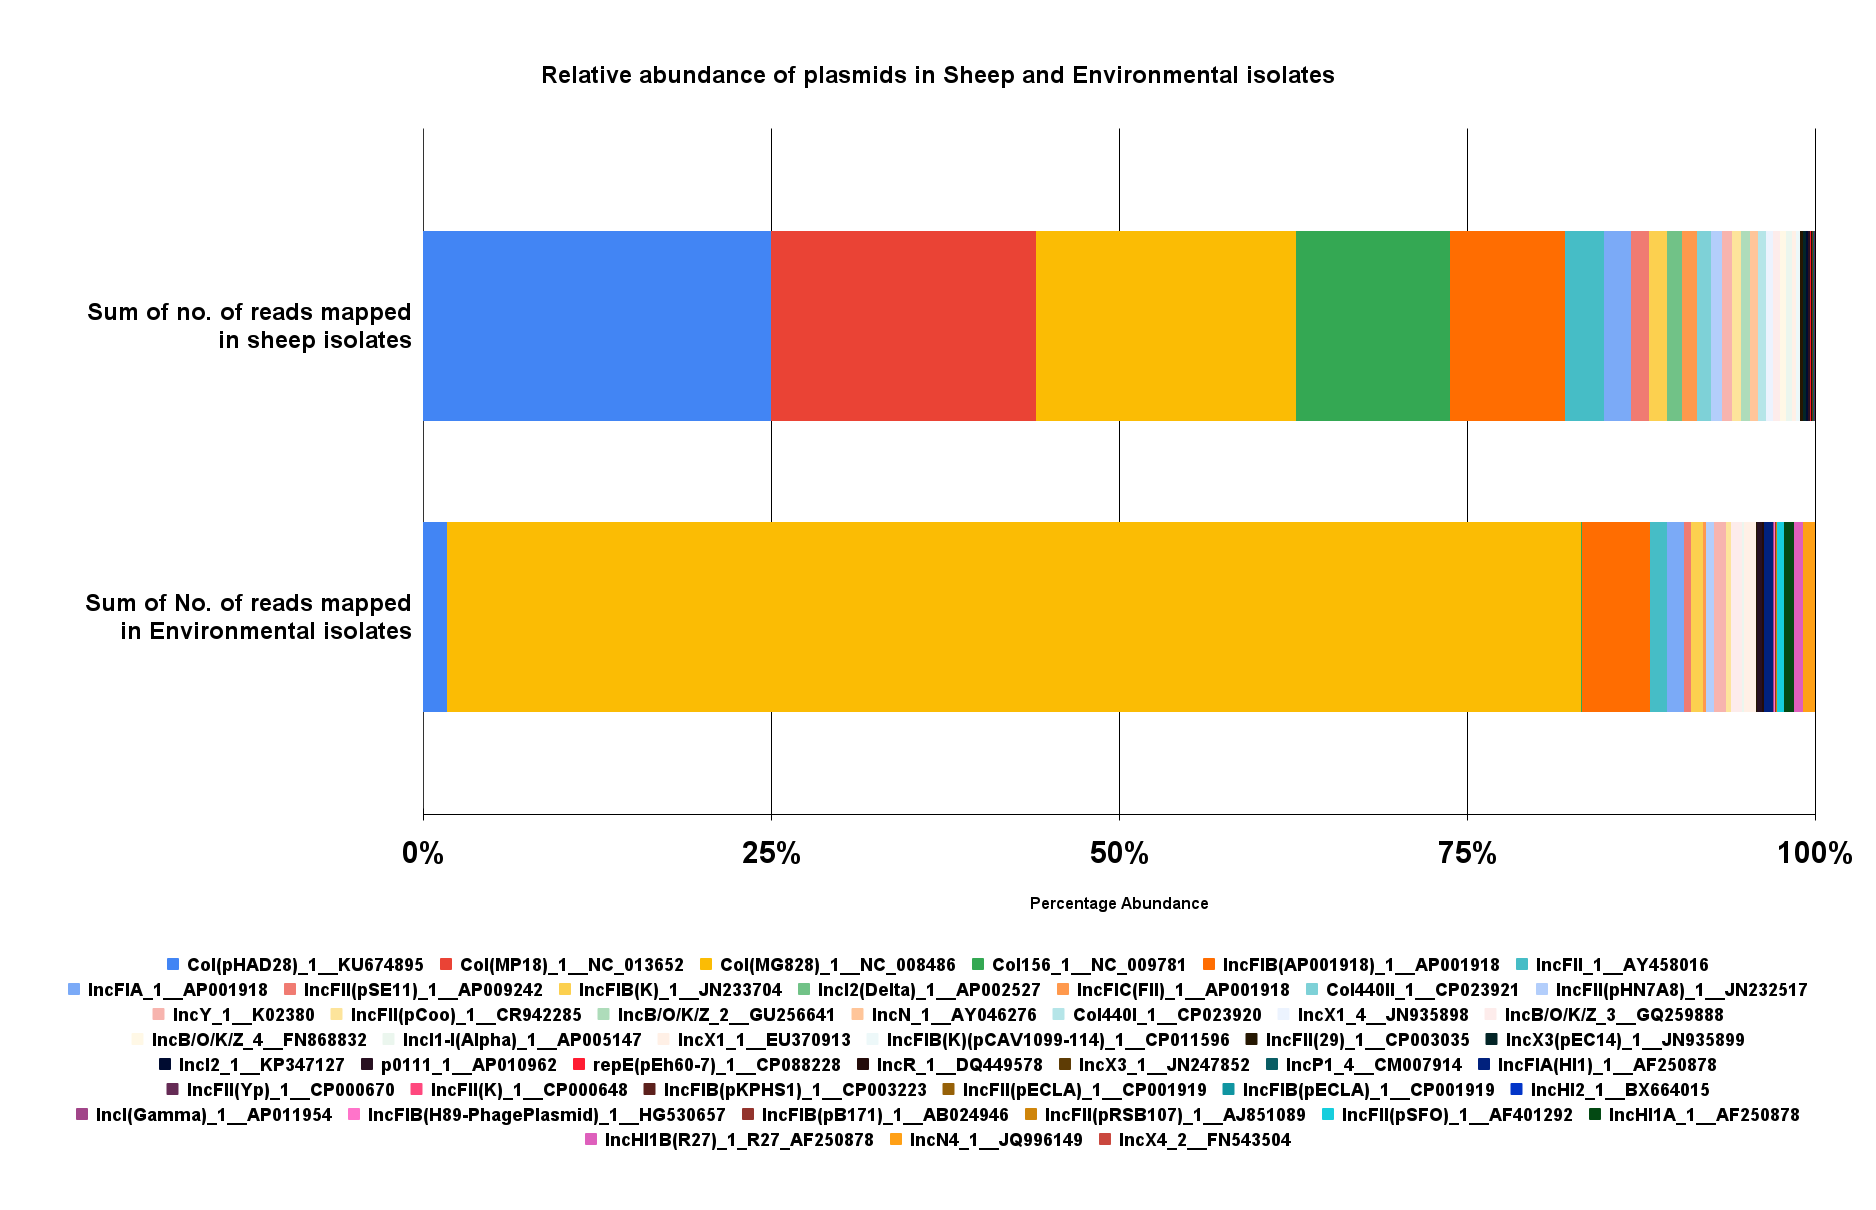 Relative abundance of plasmids in Sheep and Environmental isolates
Sum of no. of reads mapped
in sheep isolates
Sum of No. of reads mapped
in Environmental isolates
0% 25% 50% 75% 100%
Percentage Abundance
Col(pHAD28)_1__KU674895 Col(MP18)_1__NC_013652 Col(MG828)_1__NC_008486 Col156_1__NC_009781 IncFIB(AP001918)_1__AP001918 IncFII_1__AY458016
IncFIA_1__AP001918 IncFII(pSE11)_1__AP009242 IncFIB(K)_1__JN233704 IncI2(Delta)_1__AP002527 IncFIC(FII)_1__AP001918 Col440II_1__CP023921 IncFII(pHN7A8)_1__JN232517
IncY_1__K02380 IncFII(pCoo)_1__CR942285 IncB/O/K/Z_2__GU256641 IncN_1__AY046276 Col440I_1__CP023920 IncX1_4__JN935898 IncB/O/K/Z_3__GQ259888
IncB/O/K/Z_4__FN868832 IncI1-I(Alpha)_1__AP005147 IncX1_1__EU370913 IncFIB(K)(pCAV1099-114)_1__CP011596 IncFII(29)_1__CP003035 IncX3(pEC14)_1__JN935899
IncI2_1__KP347127 p0111_1__AP010962 repE(pEh60-7)_1__CP088228 IncR_1__DQ449578 IncX3_1__JN247852 IncP1_4__CM007914 IncFIA(HI1)_1__AF250878
IncFII(Yp)_1__CP000670 IncFII(K)_1__CP000648 IncFIB(pKPHS1)_1__CP003223 IncFII(pECLA)_1__CP001919 IncFIB(pECLA)_1__CP001919 IncHI2_1__BX664015
IncI(Gamma)_1__AP011954 IncFIB(H89-PhagePlasmid)_1__HG530657 IncFIB(pB171)_1__AB024946 IncFII(pRSB107)_1__AJ851089 IncFII(pSFO)_1__AF401292 IncHI1A_1__AF250878
IncHI1B(R27)_1_R27_AF250878 IncN4_1__JQ996149 IncX4_2__FN543504